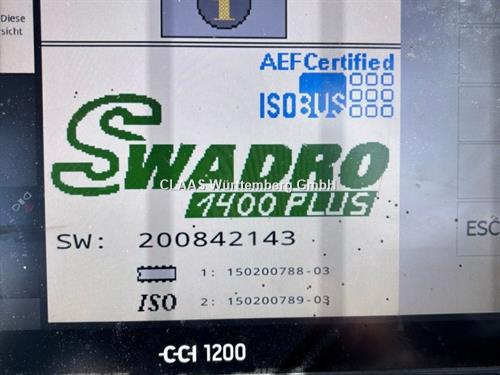 Diese
sicht
i
AEF Certified
ISOBUS
SWADRO
CLAAS Württemberg GmbH
1400 PLUS
SW: 200842143
ESC
1: 150200788-03
ISO 2: 150200789-03
CCI 1200